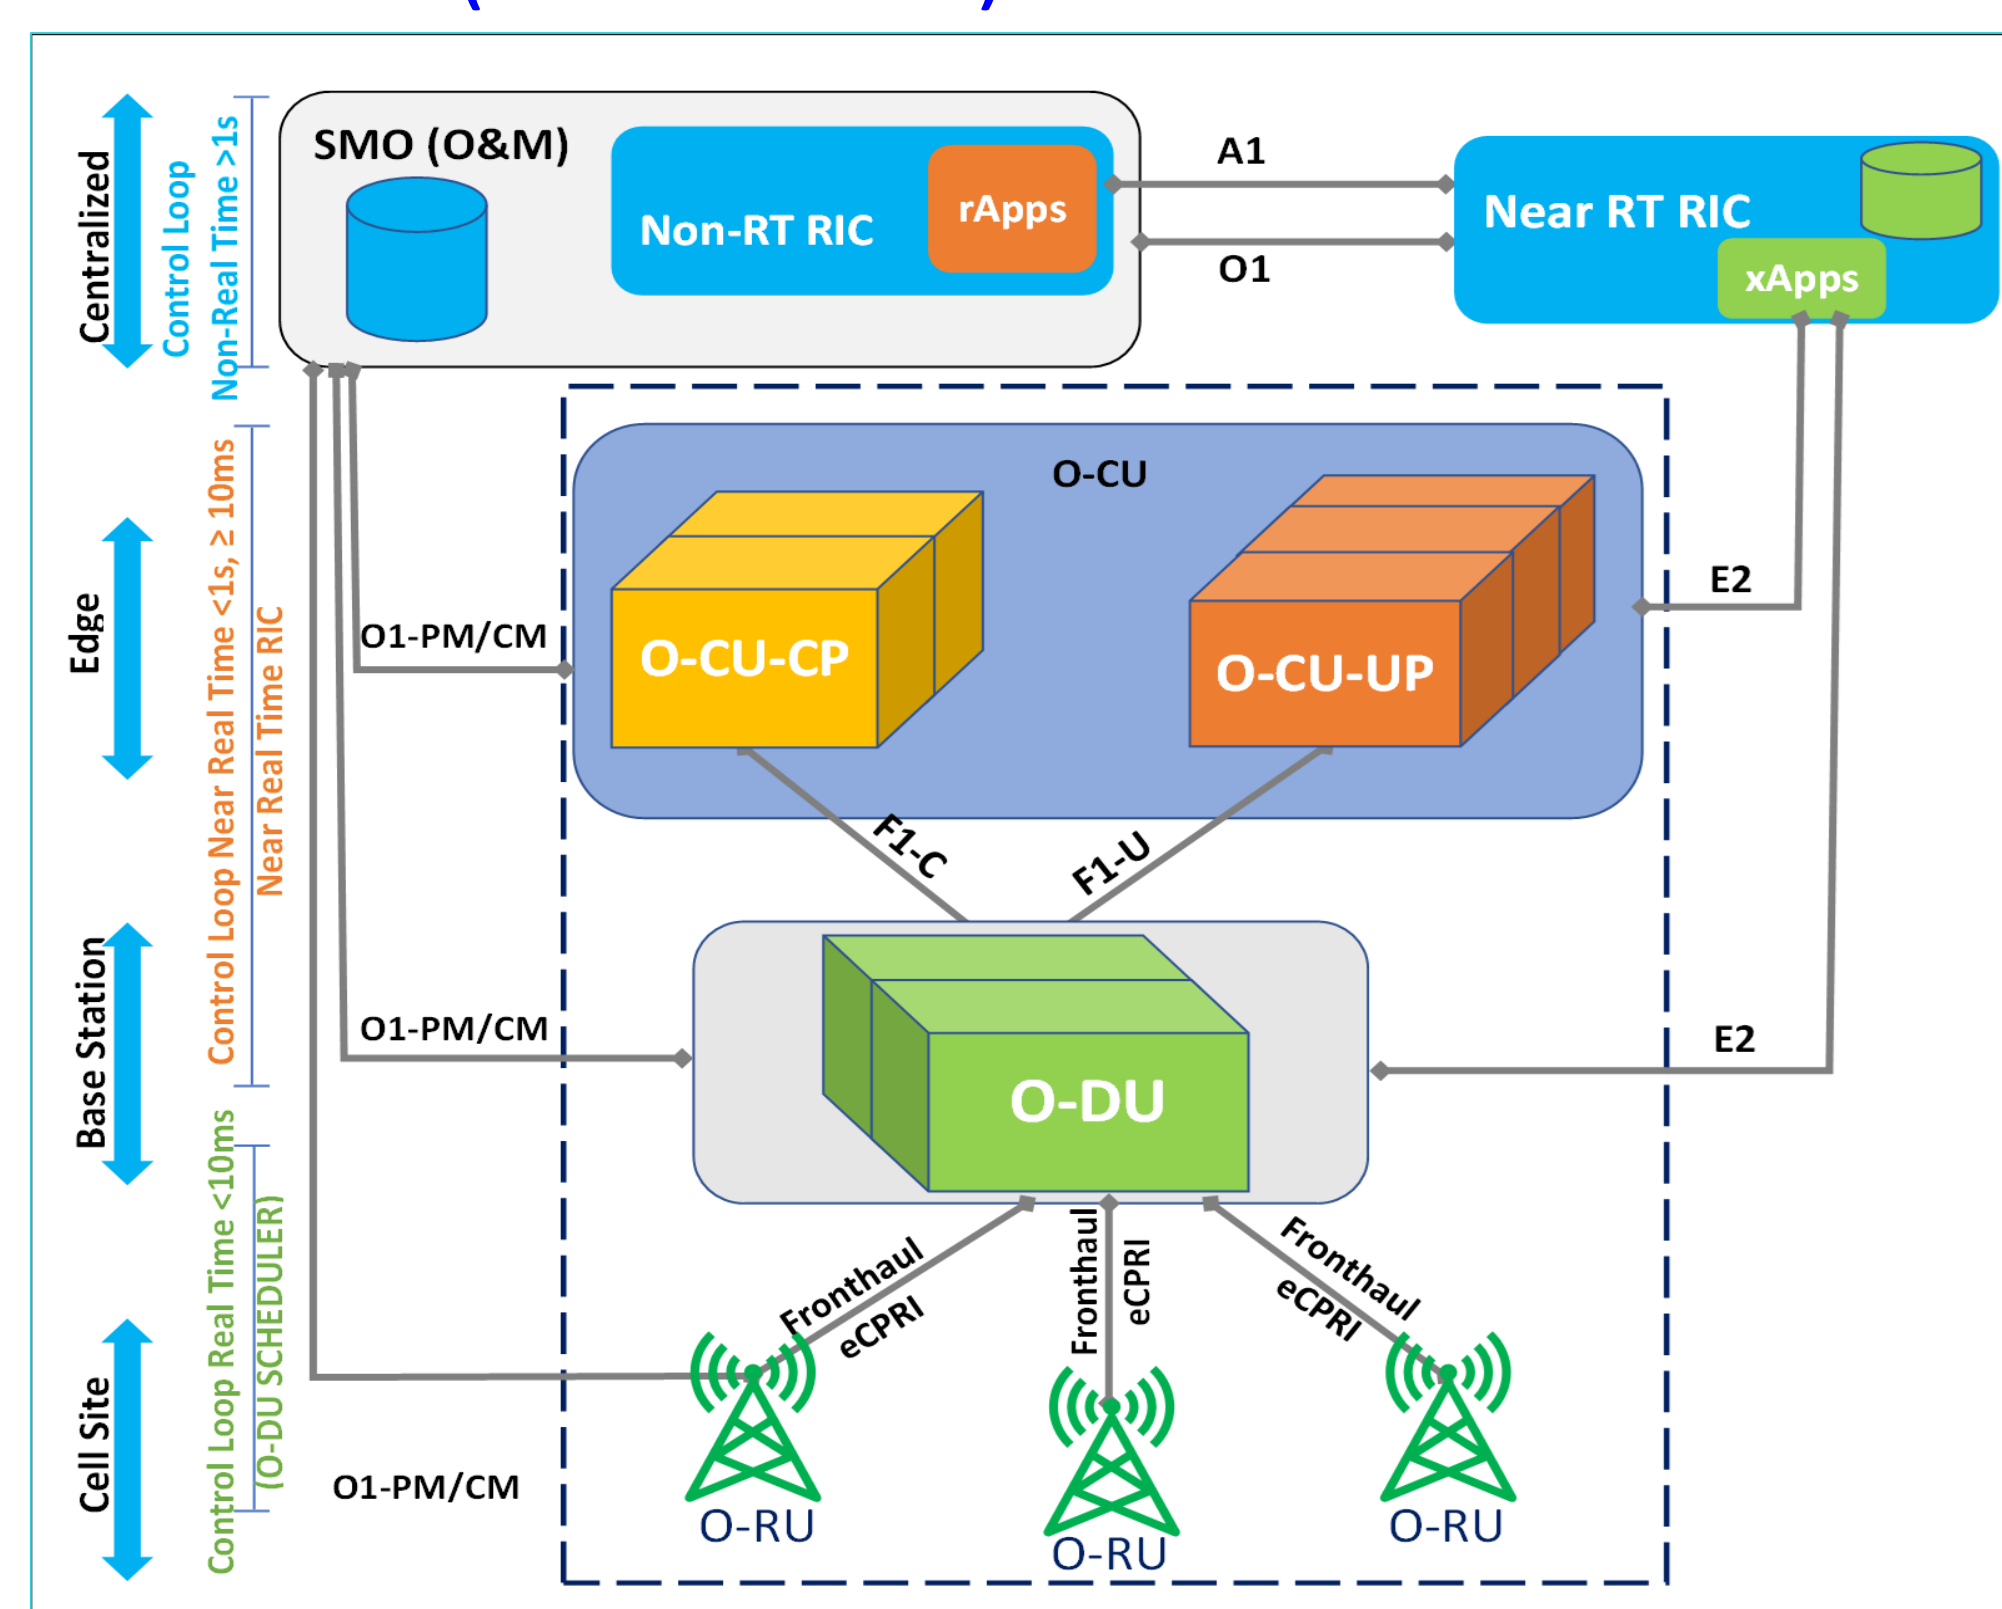 SMO (O&M)
Non-RT RIC
rApps
A1
O1
Near RT RIC
xApps
Centralized
Control Loop
Non-Real Time >1s
Edge
Control Loop Near Real Time <1s, ≥ 10ms
Near Real Time RIC
O-CU
O-CU-CP
O-CU-UP
O1-PM/CM
E2
F1-C
F1-U
Base Station
O1-PM/CM
O-DU
E2
Control Loop Real Time <10ms
(O-DU SCHEDULER)
Fronthaul
eCPRI
Fronthaul
eCPRI
Fronthaul
eCPRI
Cell Site
O1-PM/CM
O-RU
O-RU
O-RU